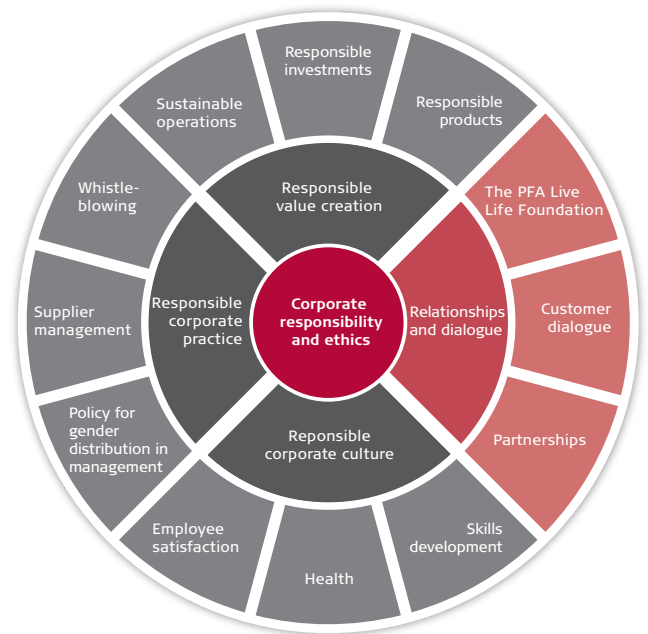 Responsible
investments
Sustainable
operations
Responsible
products
Whistle-
blowing
Responsible
value creation
The PFA Live
Life Foundation
Supplier
management
Responsible
corporate
practice
Corporate
responsibility
and ethics
Relationships
and dialogue
Customer
dialogue
Policy for
gender
distribution in
management
Reponsible
corporate culture
Partnerships
Employee
satisfaction
Health
Skills
development